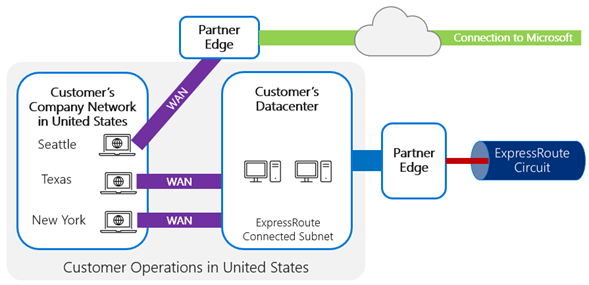 Partner
Edge
Connection to Microsoft
Customer's
Company Network
in United States
Seattle
Texas
New York
WAN
WAN
WAN
Customer's
Datacenter
ExpressRoute
Connected Subnet
Partner
Edge
ExpressRoute
Circuit
Customer Operations in United States